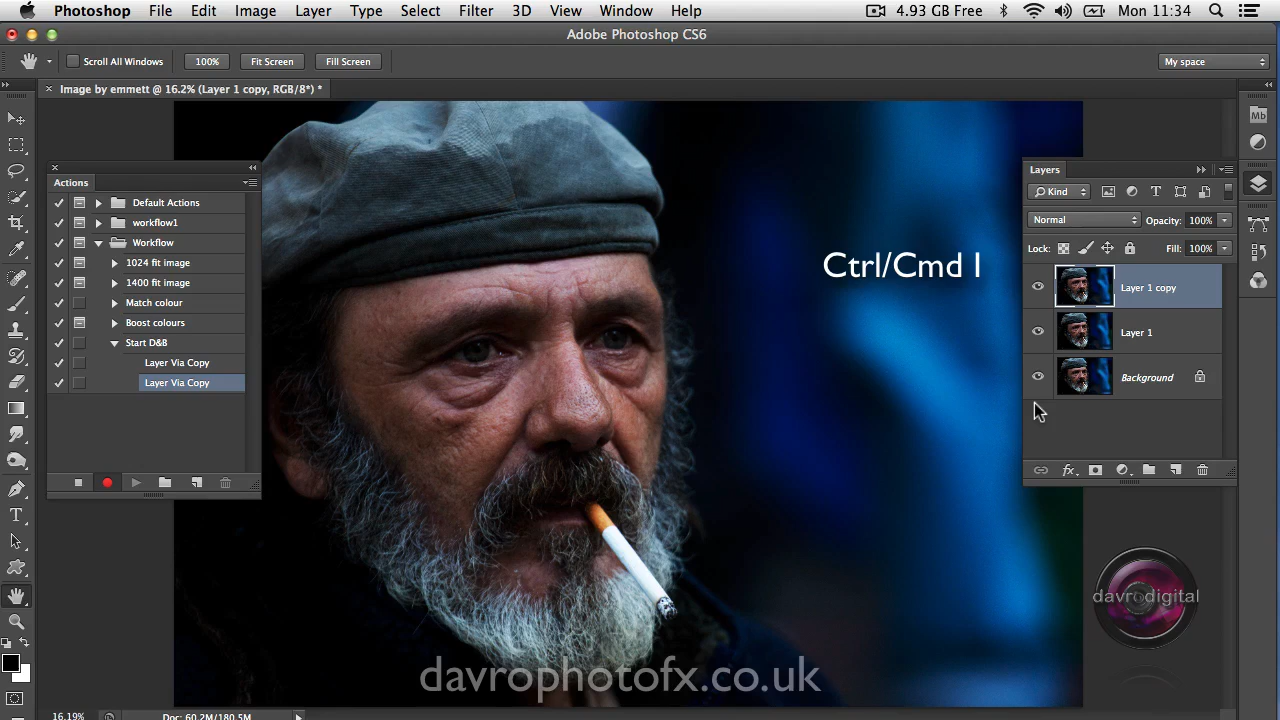 Photoshop File Edit Image Layer Type Select Filter 3D View Window Help 4.93 GB Free Mon 11:34
Adobe Photoshop CS6
Scroll All Windows 100% Fit Screen Fill Screen My space
Image by emmett @ 16.2% (Layer 1 copy, RGB/8*) *
Mb
Actions
Default Actions
workflow1
Workflow
1024 fit image
1400 fit image
Match colour
Boost colours
Start D&B
Layer Via Copy
Layer Via Copy
Ctrl/Cmd I
Layers
Kind
Normal Opacity: 100%
Lock: Fill: 100%
Layer 1 copy
Layer 1
Background
fx
davro digital
davrophotofx.co.uk
16.19% Doc: 60.2M/180.5M